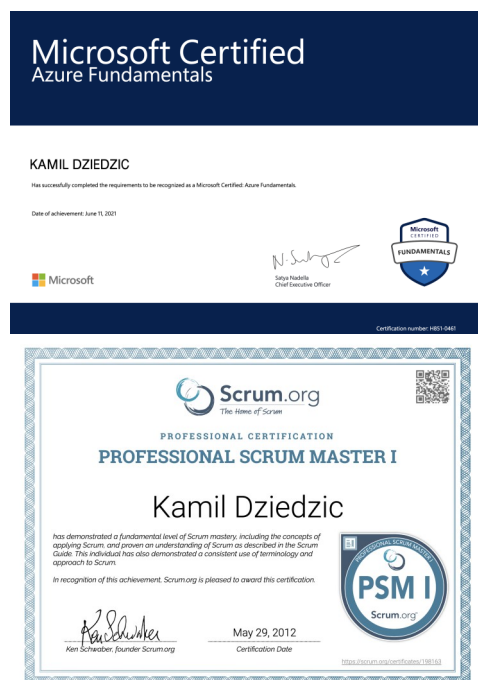 Microsoft Certified
Azure Fundamentals
KAMIL DZIEDZIC
Has successfully completed the requirements to be recognized as a Microsoft Certified: Azure Fundamentals.
Date of achievement: June 11, 2021
Microsoft
CERTIFIED
FUNDAMENTALS
Satya Nadella
Chief Executive Officer
Microsoft
Certification number: H851-0461
Scrum.org
The Home of Scrum
PROFESSIONAL CERTIFICATION
PROFESSIONAL SCRUM MASTER I
Kamil Dziedzic
has demonstrated a fundamental level of Scrum mastery, including the concepts of
applying Scrum, and proven an understanding of Scrum as described in the Scrum
Guide. This individual has also demonstrated a consistent use of terminology and
approach to Scrum.
In recognition of this achievement, Scrum.org is pleased to award this certification.
PROFESSIONAL SCRUM MASTER I
PSM I
Scrum.org
Ken Schwaber
May 29, 2012
Ken Schwaber, founder Scrum.org
Certification Date
https://scrum.org/certificates/198163